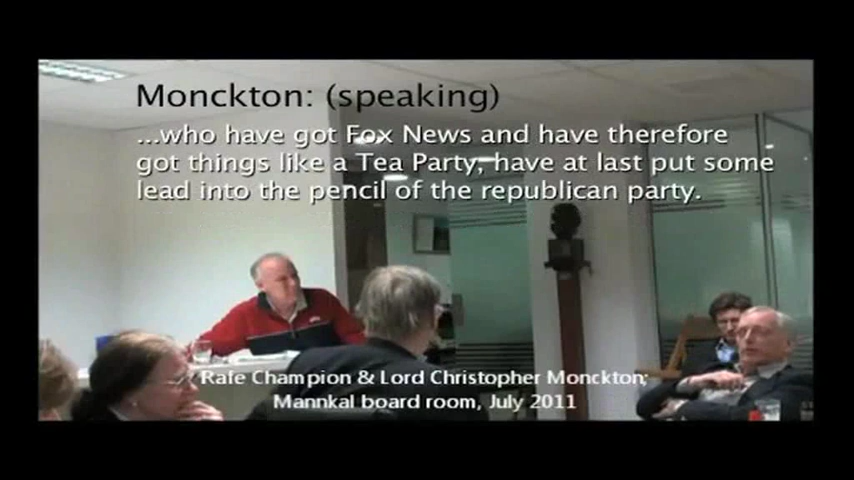 Monckton: (speaking)
...who have got Fox News and have therefore
got things like a Tea Party, have at last put some
lead into the pencil of the republican party.
Rafe Champion & Lord Christopher Monckton;
Mannkal board room, July 2011